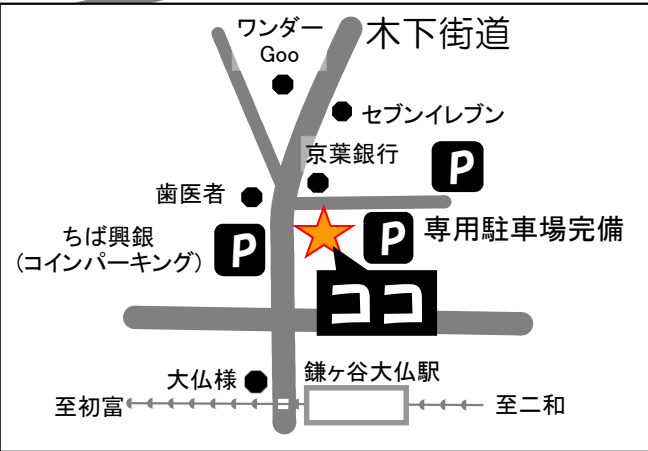 ワンダー
Goo
木下街道
セブンイレブン
京葉銀行
P
歯医者
ちば興銀
(コインパーキング)
P
P
専用駐車場完備
ココ
大仏様
鎌ヶ谷大仏駅
至初富
至二和